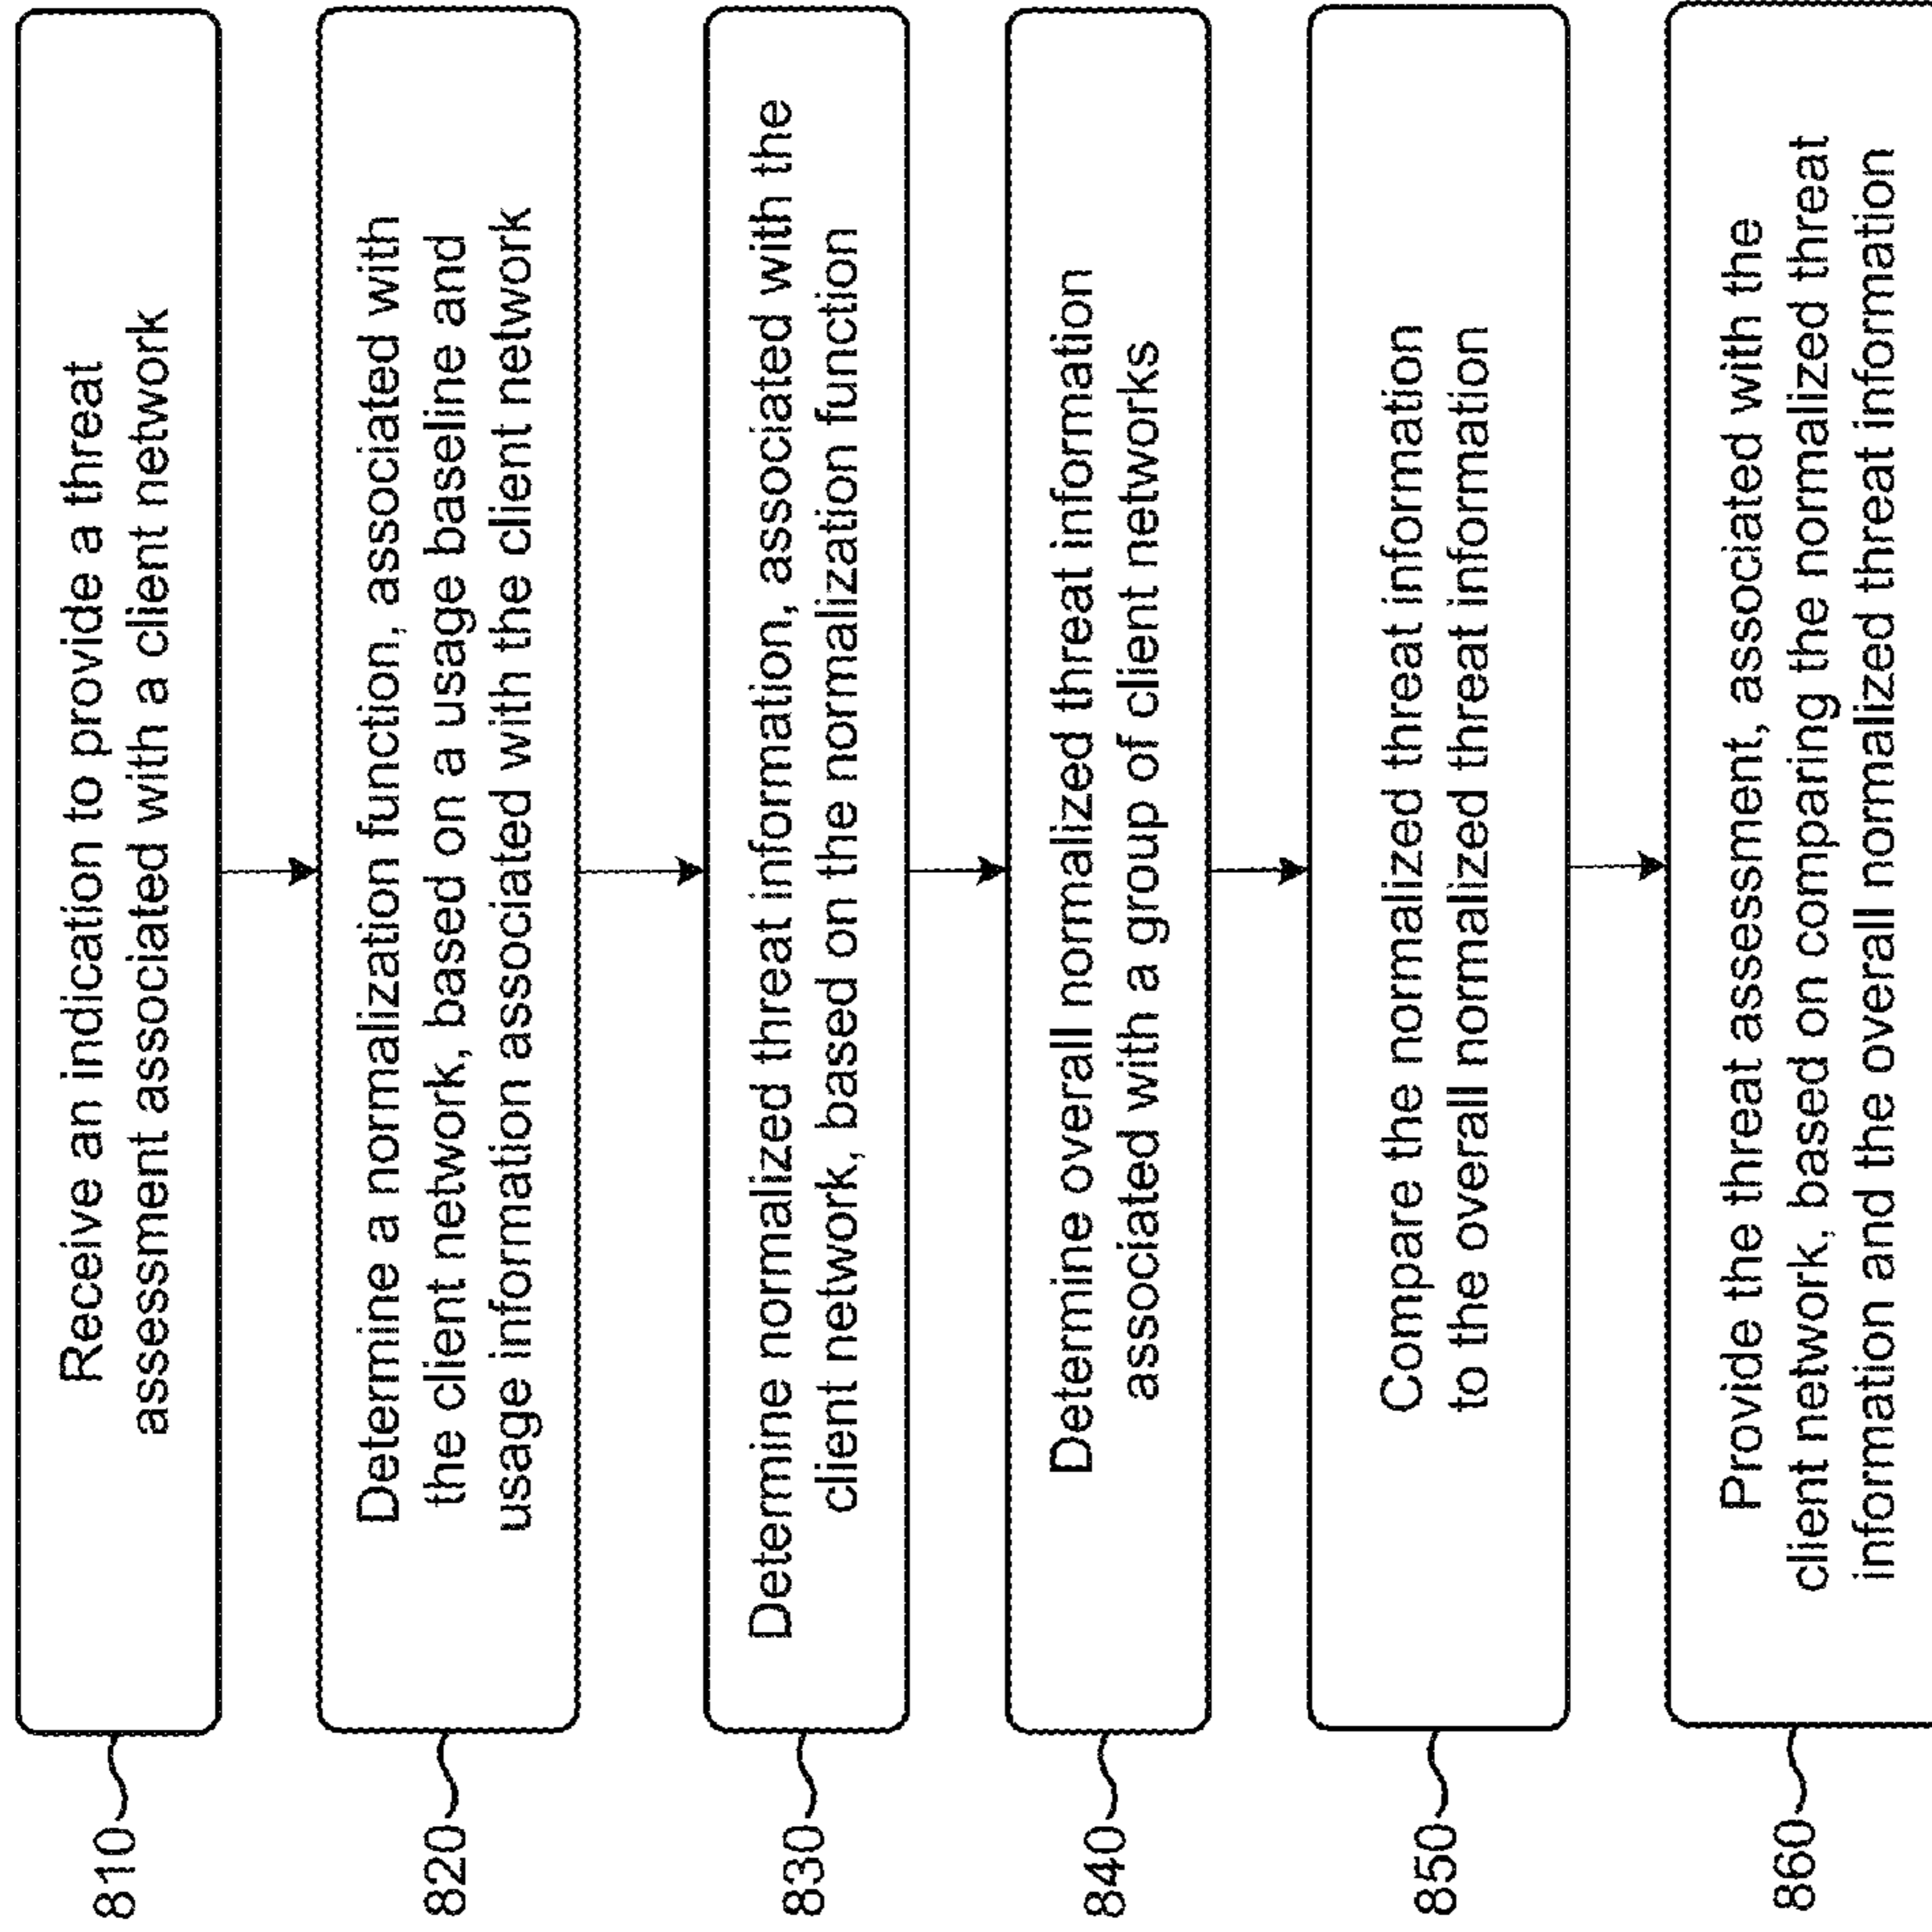 810
Receive an indication to provide a threat
assessment associated with a client network
820
Determine a normalization function, associated with
the client network, based on a usage baseline and
usage information associated with the client network
830
Determine normalized threat information, associated with the
client network, based on the normalization function
840
Determine overall normalized threat information
associated with a group of client networks
850
Compare the normalized threat information
to the overall normalized threat information
860
Provide the threat assessment, associated with the
client network, based on comparing the normalized threat
information and the overall normalized threat information